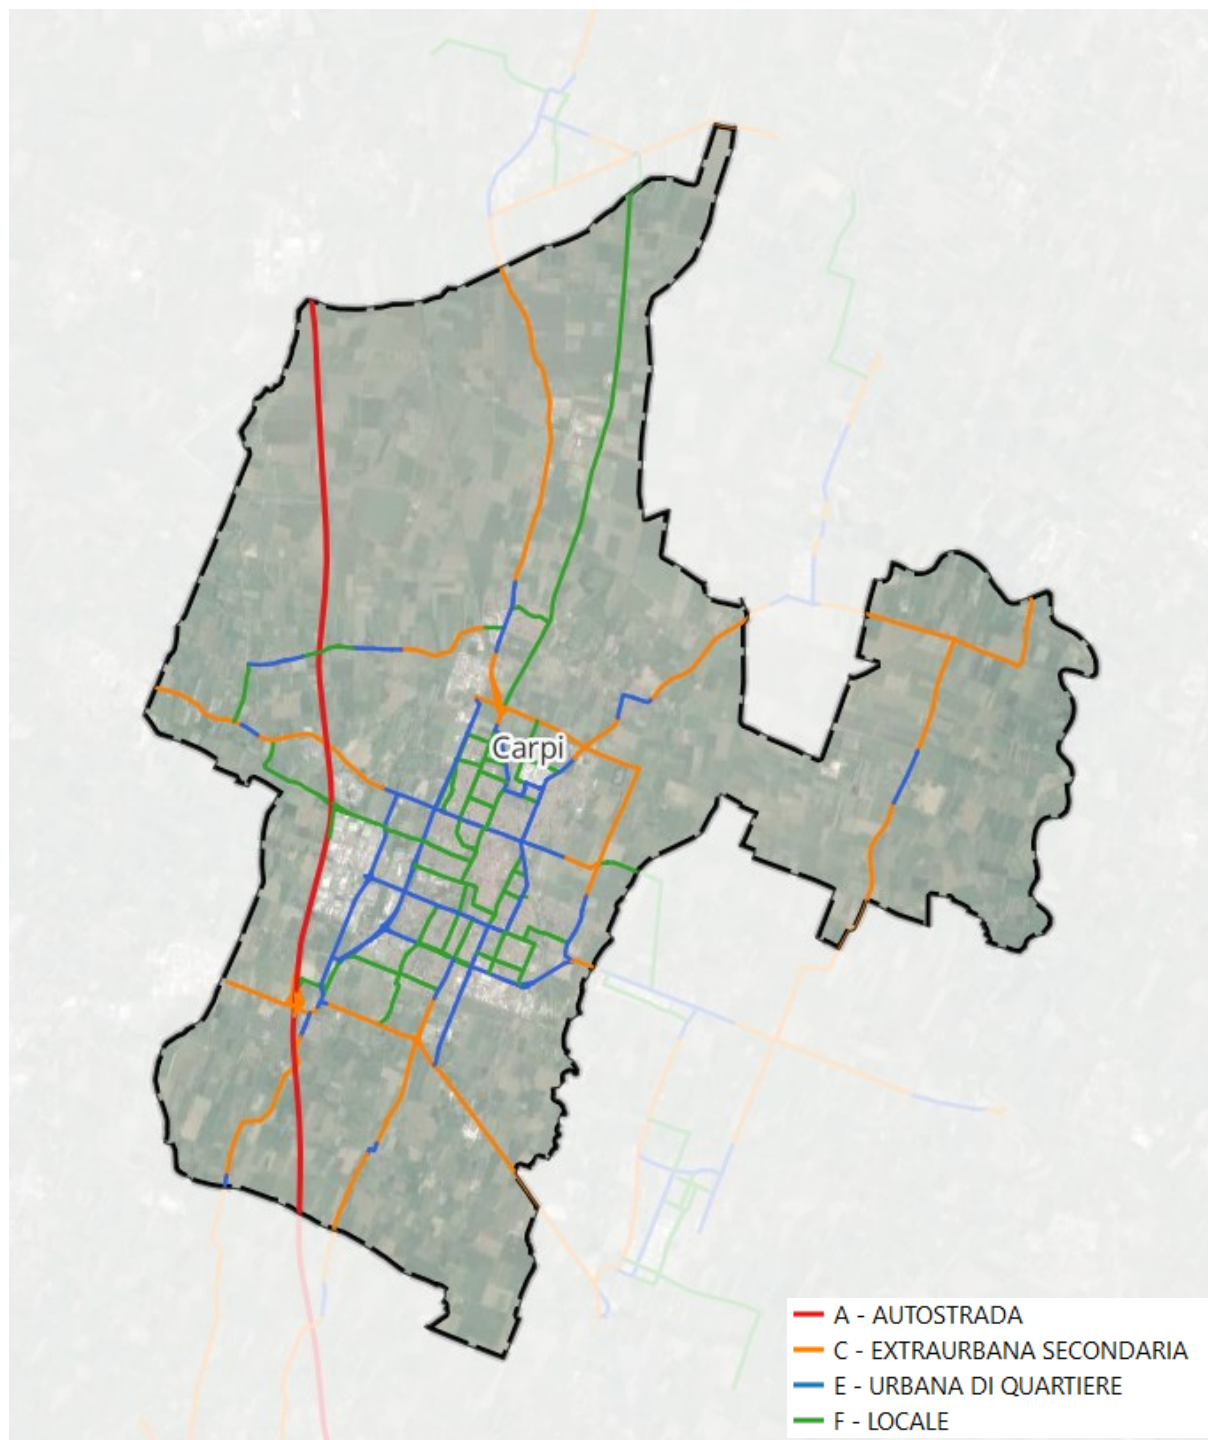 Carpi
A - AUTOSTRADA
C - EXTRAURBANA SECONDARIA
E - URBANA DI QUARTIERE
F - LOCALE